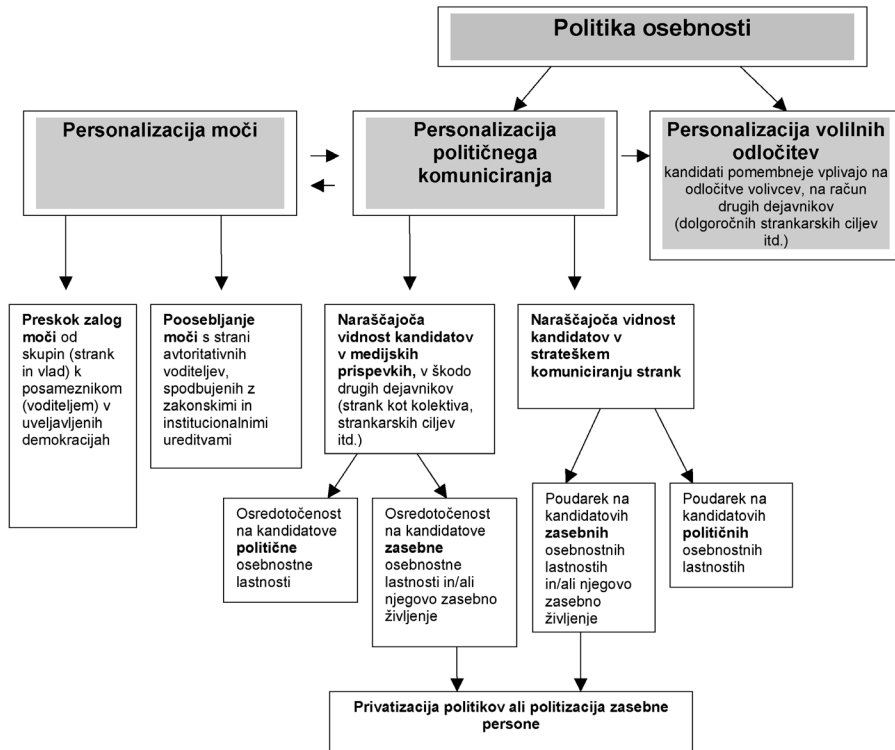 Politika osebnosti
Personalizacija moči
Personalizacija
političnega
komuniciranja
Personalizacija volilnih
odločitev
kandidati pomembneje vplivajo na
odločitve volivcev, na račun
drugih dejavnikov
(dolgoročnih strankarskih ciljev
itd.)
Preskok zalog
moči od
skupin (strank
in vlad) k
posameznikom
(voditeljem) v
uveljavljenih
demokracijah
Poosebljanje
moči s strani
avtoritativnih
voditeljev,
spodbujenih z
zakonskimi in
institucionalnimi
ureditvami
Naraščajoča
vidnost kandidatov
v medijskih
prispevkih, v škodo
drugih dejavnikov
(strank kot kolektiva,
strankarskih ciljev
itd.)
Naraščajoča vidnost
kandidatov v
strateškem
komuniciranju strank
Osredotočenost
na kandidatove
politične
osebnostne
lastnosti
Osredotočenost
na kandidatove
zasebne
osebnostne
lastnosti in/ali
njegovo zasebno
življenje
Poudarek na
kandidatovih
zasebnih
osebnostnih
lastnostih
in/ali njegovo
zasebno
življenje
Poudarek na
kandidatovih
političnih
osebnostnih
lastnostih
Privatizacija politikov ali politizacija zasebne
persone